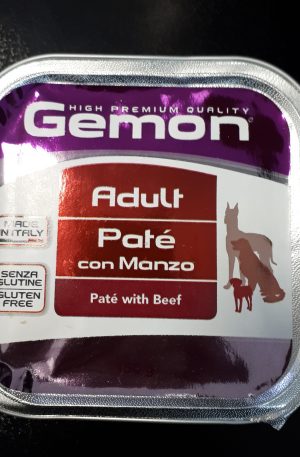 HIGH PREMIUM QUALITY
Gemon
Adult
Paté
con Manzo
Paté with Beef
MADE
IN ITALY
SENZA
GLUTINE
GLUTEN
FREE